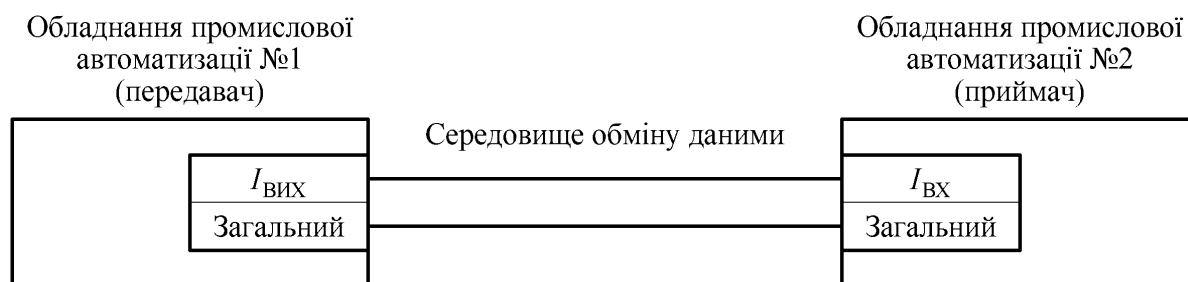 Обладнання промислової
автоматизації №1
(передавач)
Обладнання промислової
автоматизації №2
(приймач)
Середовище обміну даними
IВИХ
Загальний
IВХ
Загальний